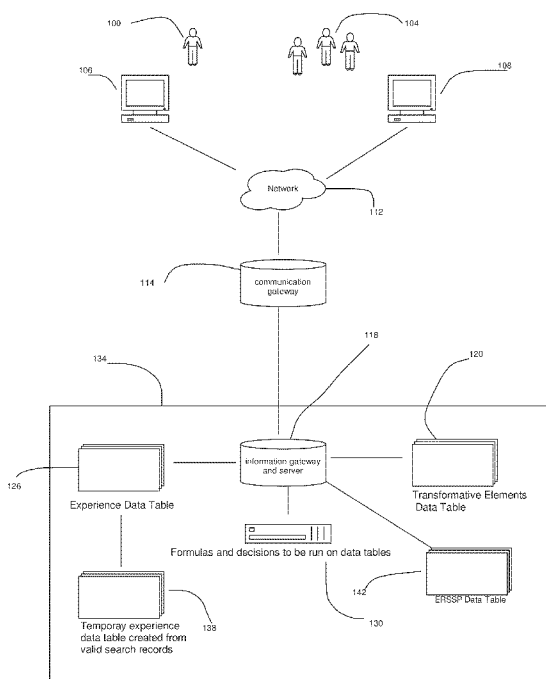 100
104
106
108
Network
112
communication
gateway
114
118
134
120
information gateway
and server
126
Experience Data Table
Transformative Elements
Data Table
Formulas and decisions to be run on data tables
142
ERSSP Data Table
130
138
Temporay experience
data table created from
valid search records